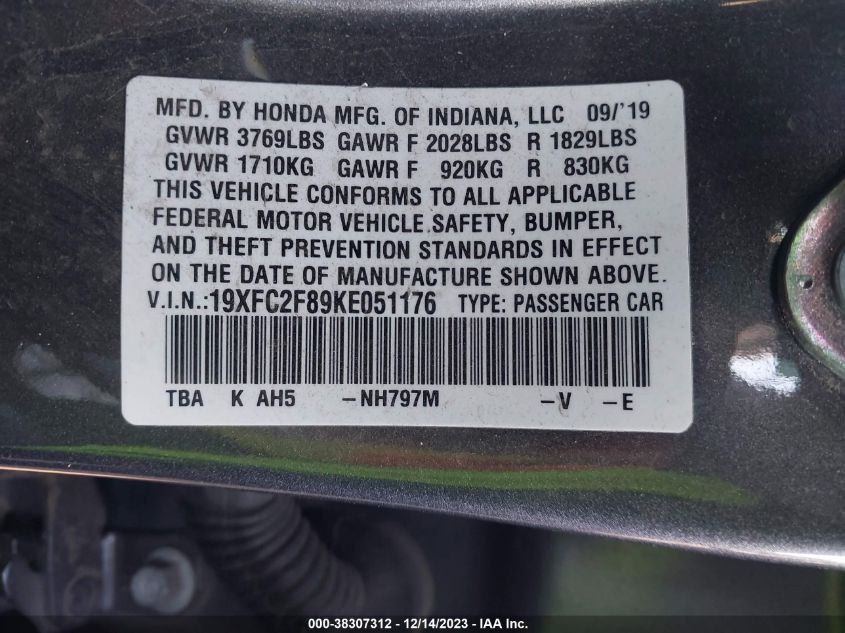 MFD. BY HONDA MFG. OF INDIANA, LLC 09/'19
GVWR 3769LBS GAWR F 2028LBS R 1829LBS
GVWR 1710KG GAWR F 920KG R 830KG
THIS VEHICLE CONFORMS TO ALL APPLICABLE
FEDERAL MOTOR VEHICLE SAFETY, BUMPER,
AND THEFT PREVENTION STANDARDS IN EFFECT
ON THE DATE OF MANUFACTURE SHOWN ABOVE.
V.I.N.:19XFC2F89KE051176 TYPE: PASSENGER CAR
TBA K AH5 –NH797M –V –E
000-38307312 - 12/14/2023 - IAA Inc.